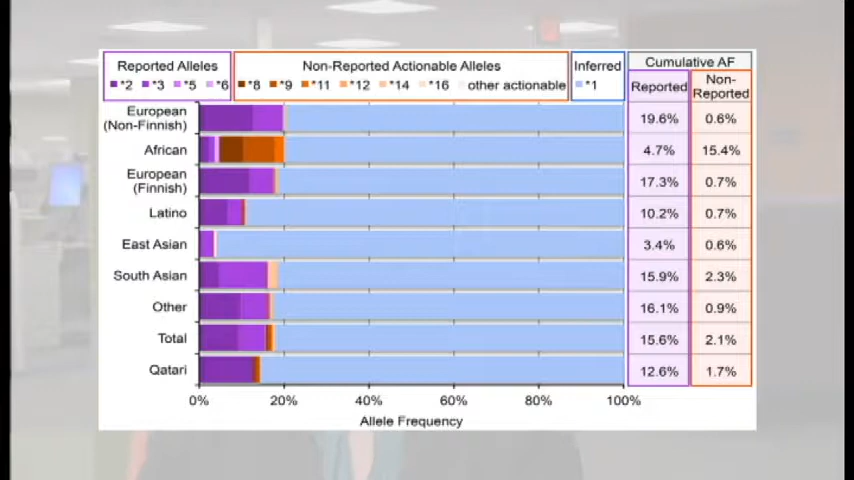 Reported Alleles
*2 *3 *5 *6
Non-Reported Actionable Alleles
*8 *9 *11 *12 *14 *16 other actionable
Inferred
*1
Cumulative AF
Reported
Non-
Reported
European
(Non-Finnish) 19.6% 0.6%
African 4.7% 15.4%
European
(Finnish) 17.3% 0.7%
Latino 10.2% 0.7%
East Asian 3.4% 0.6%
South Asian 15.9% 2.3%
Other 16.1% 0.9%
Total 15.6% 2.1%
Qatari 12.6% 1.7%
0% 20% 40% 60% 80% 100%
Allele Frequency